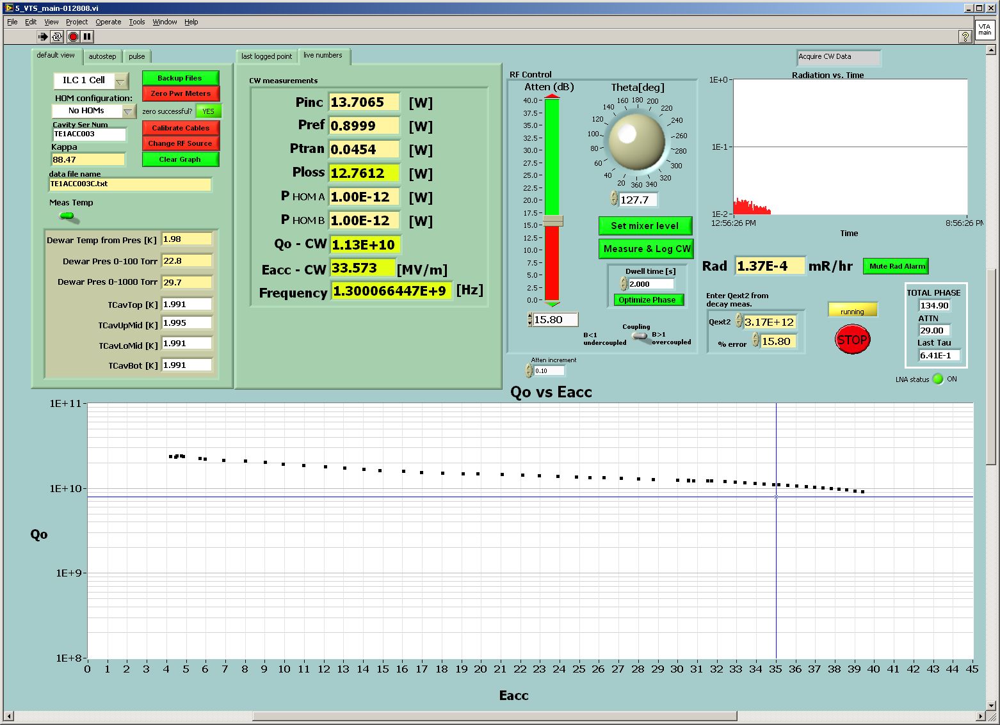 5_VTS_main-012808.vi
File Edit View Project Operate Tools Window Help
VTA
main
default view autostep pulse
ILC 1 Cell
HOM configuration:
No HOMs
Cavity Ser Num
TE1ACC003
Kappa
88.47
data file name
TE1ACC003C.txt
Meas Temp
Backup Files
Zero Pwr Meters
zero successful? YES
Calibrate Cables
Change RF Source
Clear Graph
Dewar Temp from Pres [K] 1.98
Dewar Pres 0-100 Torr 22.8
Dewar Pres 0-1000 Torr 29.7
TCavTop [K] 1.991
TCavUpMid [K] 1.995
TCavLoMid [K] 1.991
TCavBot [K] 1.991
last logged point live numbers
CW measurements
Pinc 13.7065 [W]
Pref 0.8999 [W]
Ptran 0.0454 [W]
Ploss 12.7612 [W]
P HOM A 1.00E-12 [W]
P HOM B 1.00E-12 [W]
Qo - CW 1.13E+10
Eacc - CW 33.573 [MV/m]
Frequency 1.300066447E+9 [Hz]
RF Control
Atten (dB)
40.0-
37.5-
35.0-
32.5-
30.0-
27.5-
25.0-
22.5-
20.0-
17.5-
15.0-
12.5-
10.0-
7.5-
5.0-
2.5-
0.0-
15.80
Theta[deg]
20 40 60 80 100 120 140 160 180 200 220 240 260 280 300 320 340 360
127.7
Set mixer level
Measure & Log CW
Dwell time [s]
2.000
Optimize Phase
Coupling
B<1
undercoupled
B>1
overcoupled
Atten increment
0.10
Acquire CW Data
Radiation vs. Time
1E+0
1E-1
1E-2
12:56:26 PM 8:56:26 PM
Time
Rad 1.37E-4 mR/hr
Mute Rad Alarm
Enter Qext2 from
decay meas.
Qext2 3.17E+12
% error 15.80
running
STOP
TOTAL PHASE
134.90
ATTN
29.00
Last Tau
6.41E-1
LNA status ON
Qo vs Eacc
1E+11
1E+10
1E+9
1E+8
Qo
0 1 2 3 4 5 6 7 8 9 10 11 12 13 14 15 16 17 18 19 20 21 22 23 24 25 26 27 28 29 30 31 32 33 34 35 36 37 38 39 40 41 42 43 44 45
Eacc